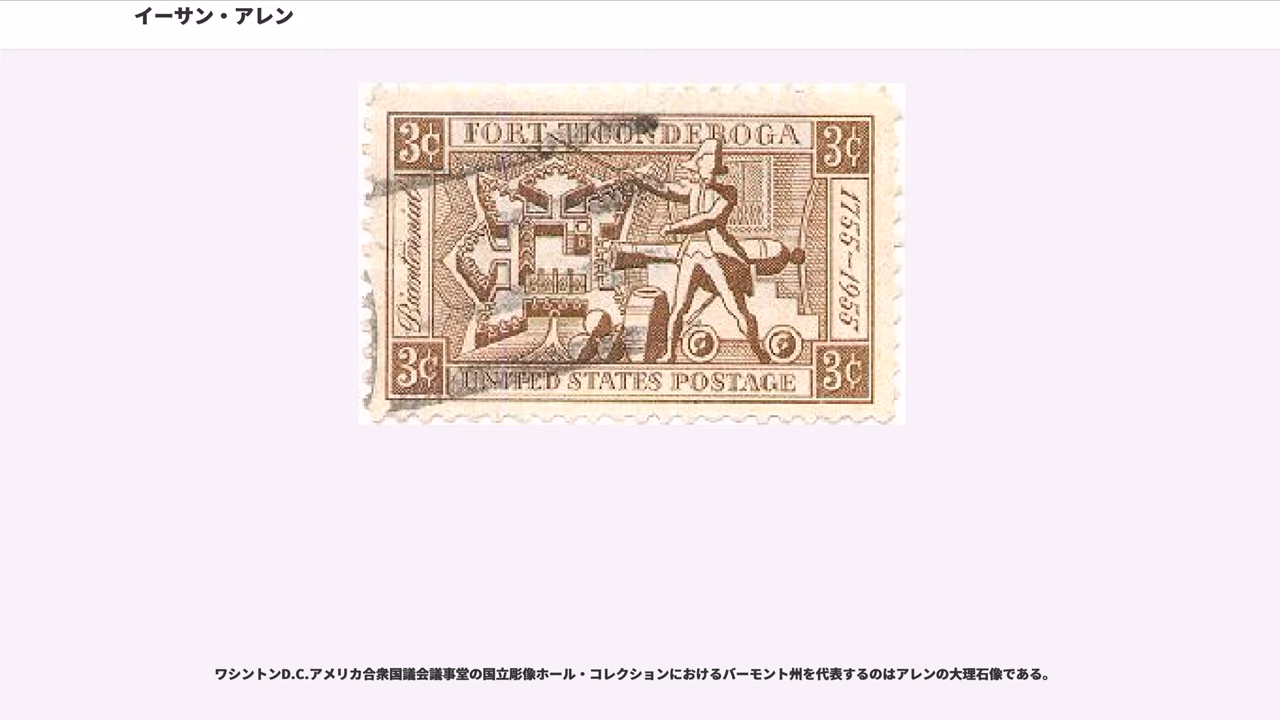 イーサン・アレン
3¢ FORT TICONDEROGA 3¢
Bicentennial
1755-1955
3¢ UNITED STATES POSTAGE 3¢
ワシントンD.C.アメリカ合衆国議会議事堂の国立彫像ホール・コレクションにおけるバーモント州を代表するのはアレンの大理石像である。